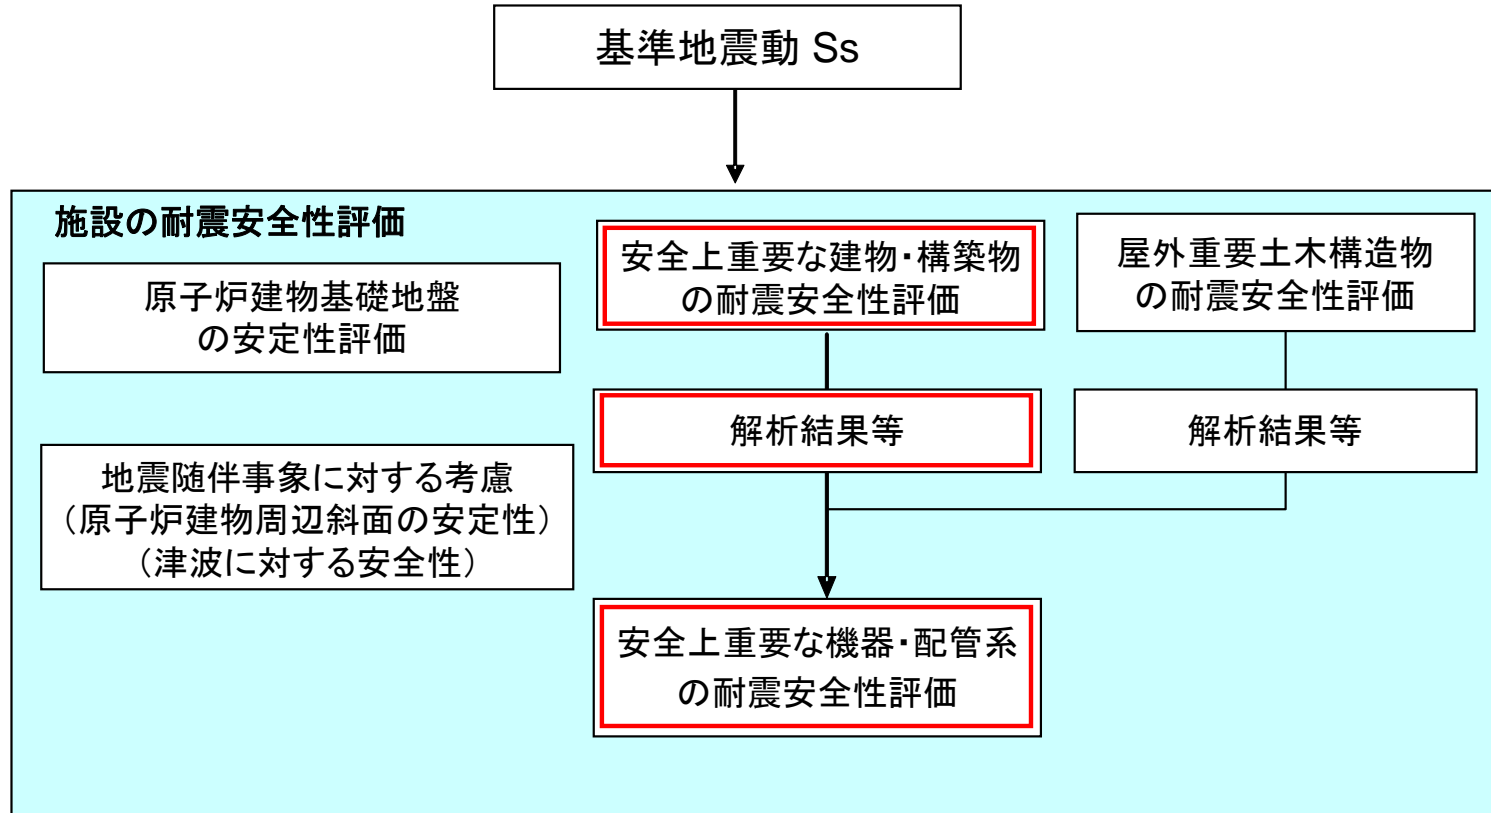 基準地震動 Ss
施設の耐震安全性評価
原子炉建物基礎地盤
の安定性評価
地震随伴事象に対する考慮
（原子炉建物周辺斜面の安定性）
（津波に対する安全性）
安全上重要な建物・構築物
の耐震安全性評価
解析結果等
安全上重要な機器・配管系
の耐震安全性評価
屋外重要土木構造物
の耐震安全性評価
解析結果等